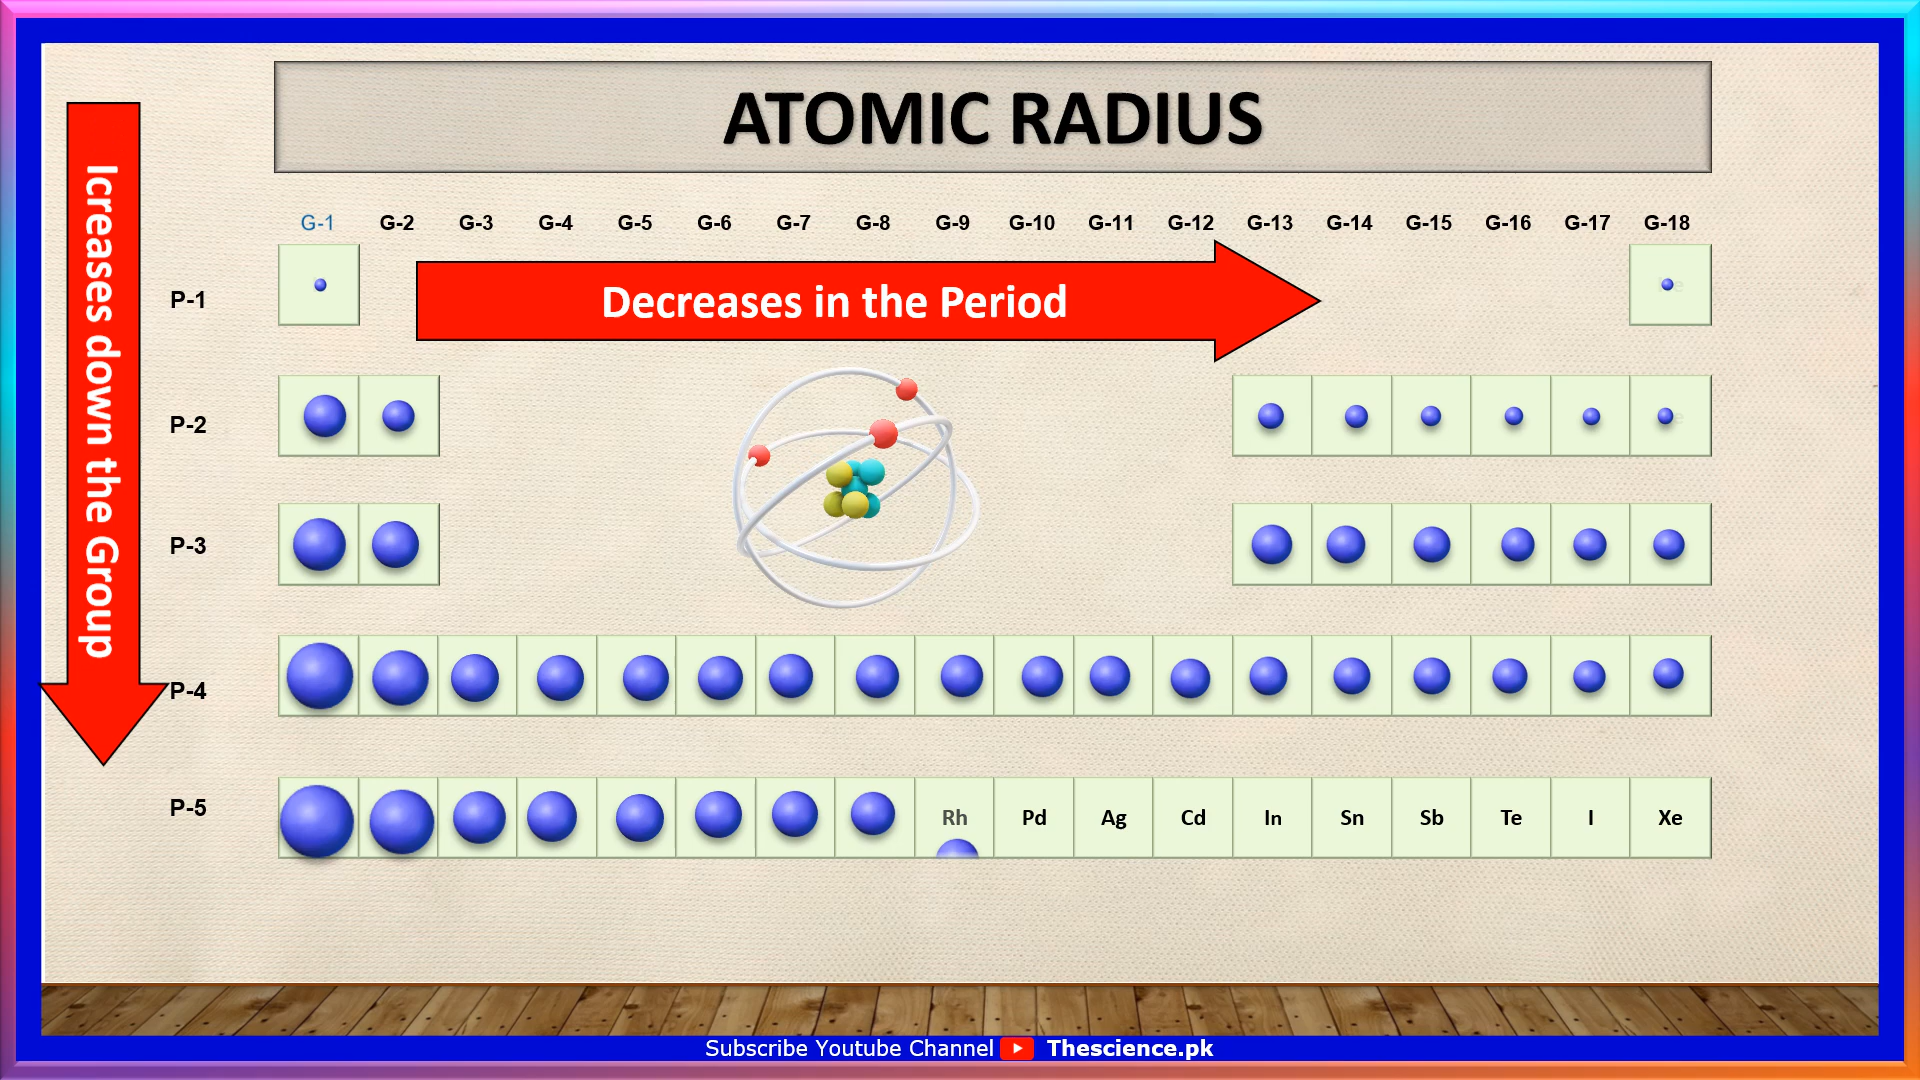 ATOMIC RADIUS
Icreases down the Group
G-1 G-2 G-3 G-4 G-5 G-6 G-7 G-8 G-9 G-10 G-11 G-12 G-13 G-14 G-15 G-16 G-17 G-18
P-1
Decreases in the Period
P-2
P-3
P-4
P-5
Rh Pd Ag Cd In Sn Sb Te I Xe
Subscribe Youtube Channel Thescience.pk